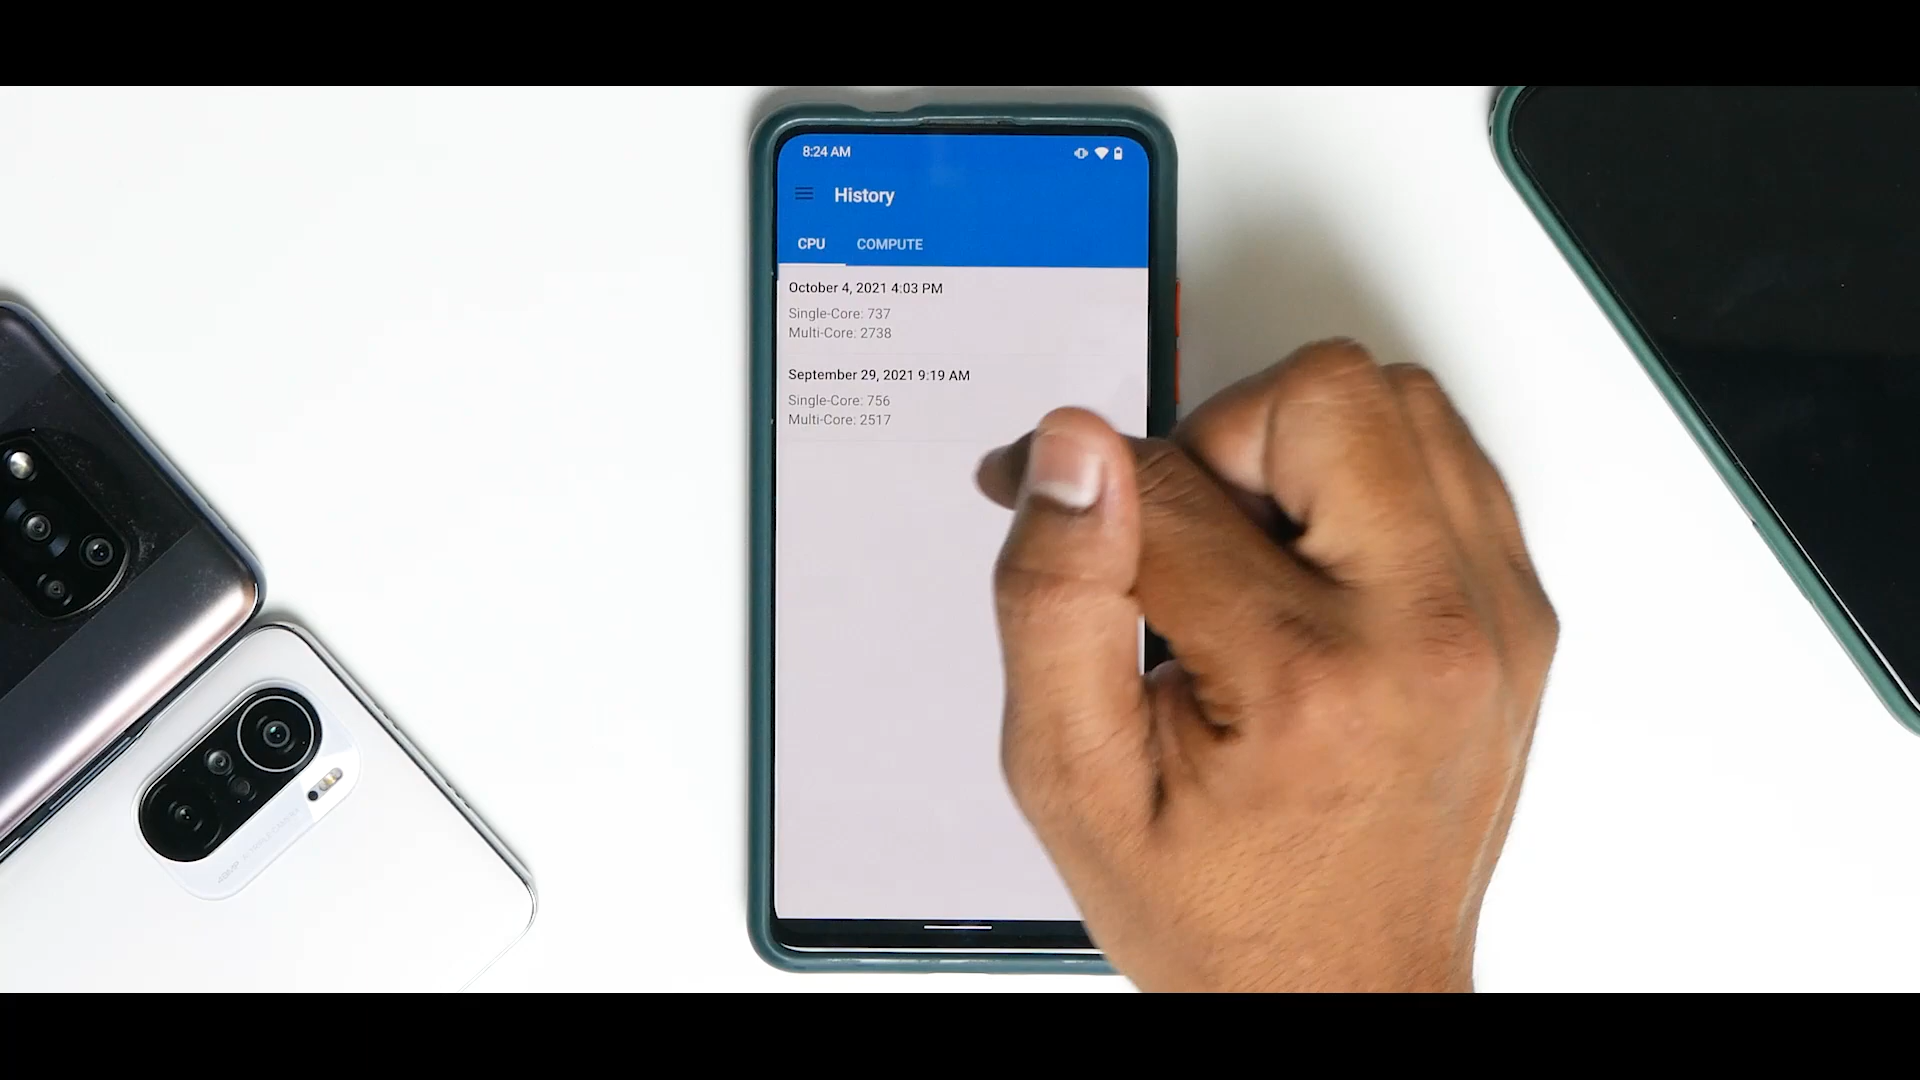 8:24 AM
History
CPU COMPUTE
October 4, 2021 4:03 PM
Single-Core: 737
Multi-Core: 2738
September 29, 2021 9:19 AM
Single-Core: 756
Multi-Core: 2517